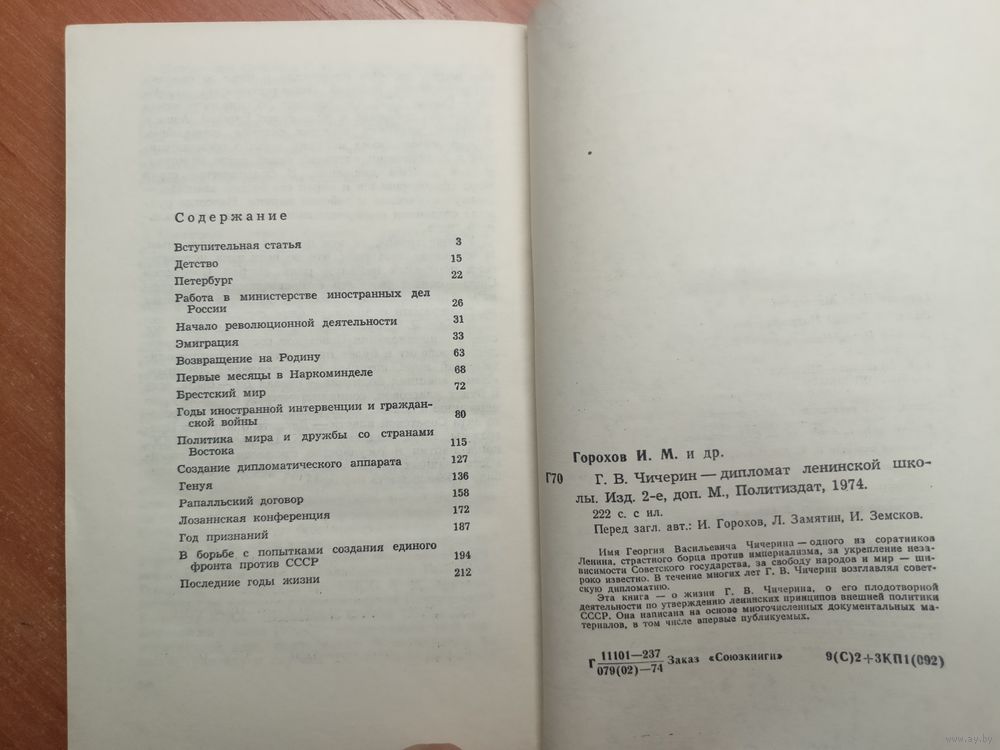 Содержание
Вступительная статья 3
Детство 15
Петербург 22
Работа в министерстве иностранных дел
России 26
Начало революционной деятельности 31
Эмиграция 33
Возвращение на Родину 63
Первые месяцы в Наркоминделе 68
Брестский мир 72
Годы иностранной интервенции и граждан-
ской войны 80
Политика мира и дружбы со странами
Востока 115
Создание дипломатического аппарата 127
Генуя 136
Рапалльский договор 158
Лозаннская конференция 172
Год признаний 187
В борьбе с попытками создания единого
фронта против СССР 194
Последние годы жизни 212
Горохов И. М. и др.
Г70 Г. В. Чичерин — дипломат ленинской шко-
лы. Изд. 2-е, доп. М., Политиздат, 1974.
222 с. с ил.
Перед загл. авт.: И. Горохов, Л. Замятин, И. Земсков.
Имя Георгия Васильевича Чичерина — одного из соратников
Ленина, страстного борца против империализма, за укрепление неза-
висимости Советского государства, за свободу народов и мир — ши-
роко известно. В течение многих лет Г. В. Чичерин возглавлял совет-
скую дипломатию.
Эта книга — о жизни Г. В. Чичерина, о его плодотворной
деятельности по утверждению ленинских принципов внешней политики
СССР. Она написана на основе многочисленных документальных ма-
териалов, в том числе впервые публикуемых.
Г 11101—237
079(02)—74 Заказ «Союзкниги» 9(С)2+3КП1(092)
www.ay.by